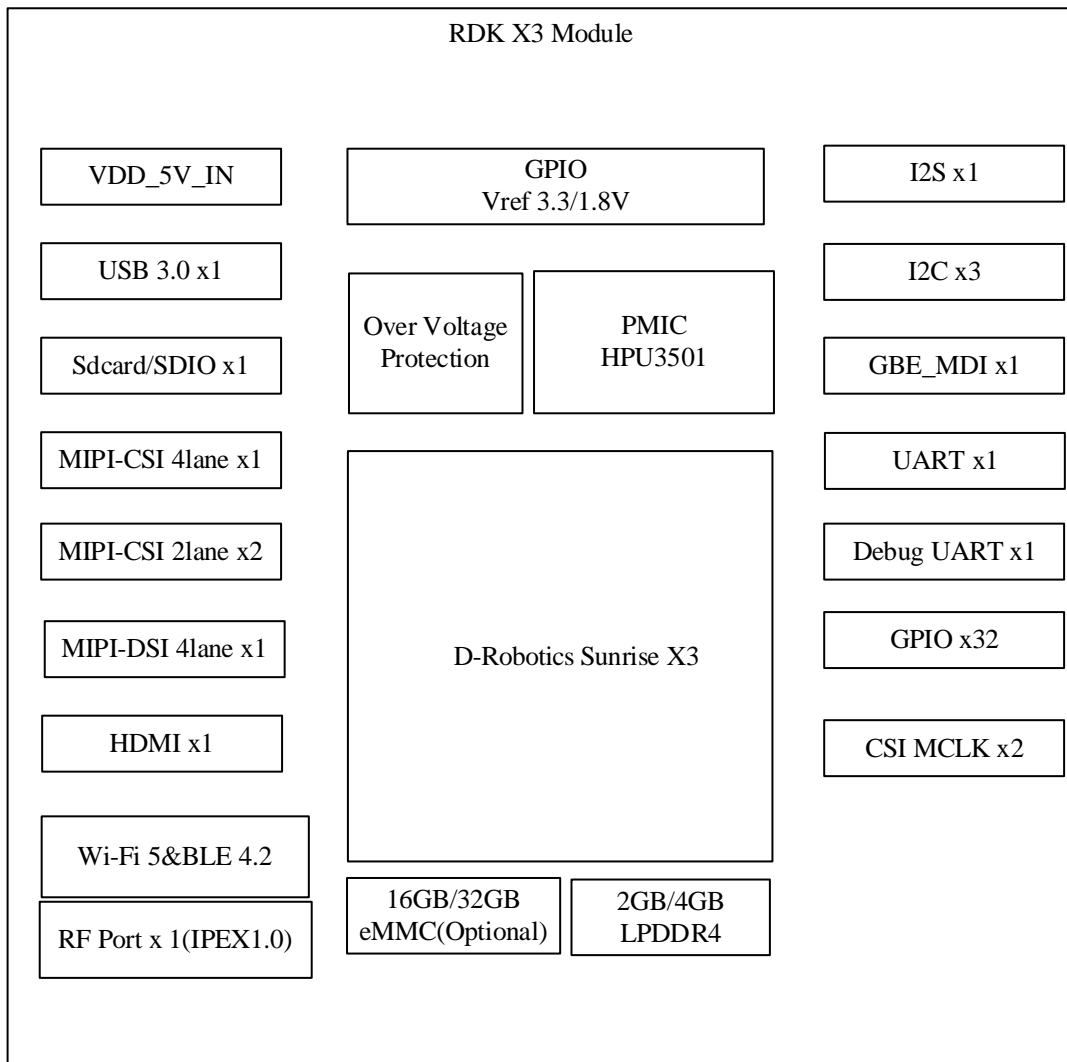 RDK X3 Module
VDD_5V_IN
USB 3.0 x1
Sdcard/SDIO x1
MIPI-CSI 4lane x1
MIPI-CSI 2lane x2
MIPI-DSI 4lane x1
HDMI x1
Wi-Fi 5&BLE 4.2
RF Port x 1(IPEX1.0)
GPIO
Vref 3.3/1.8V
Over Voltage
Protection
PMIC
HPU3501
D-Robotics Sunrise X3
16GB/32GB
eMMC(Optional)
2GB/4GB
LPDDR4
I2S x1
I2C x3
GBE_MDI x1
UART x1
Debug UART x1
GPIO x32
CSI MCLK x2